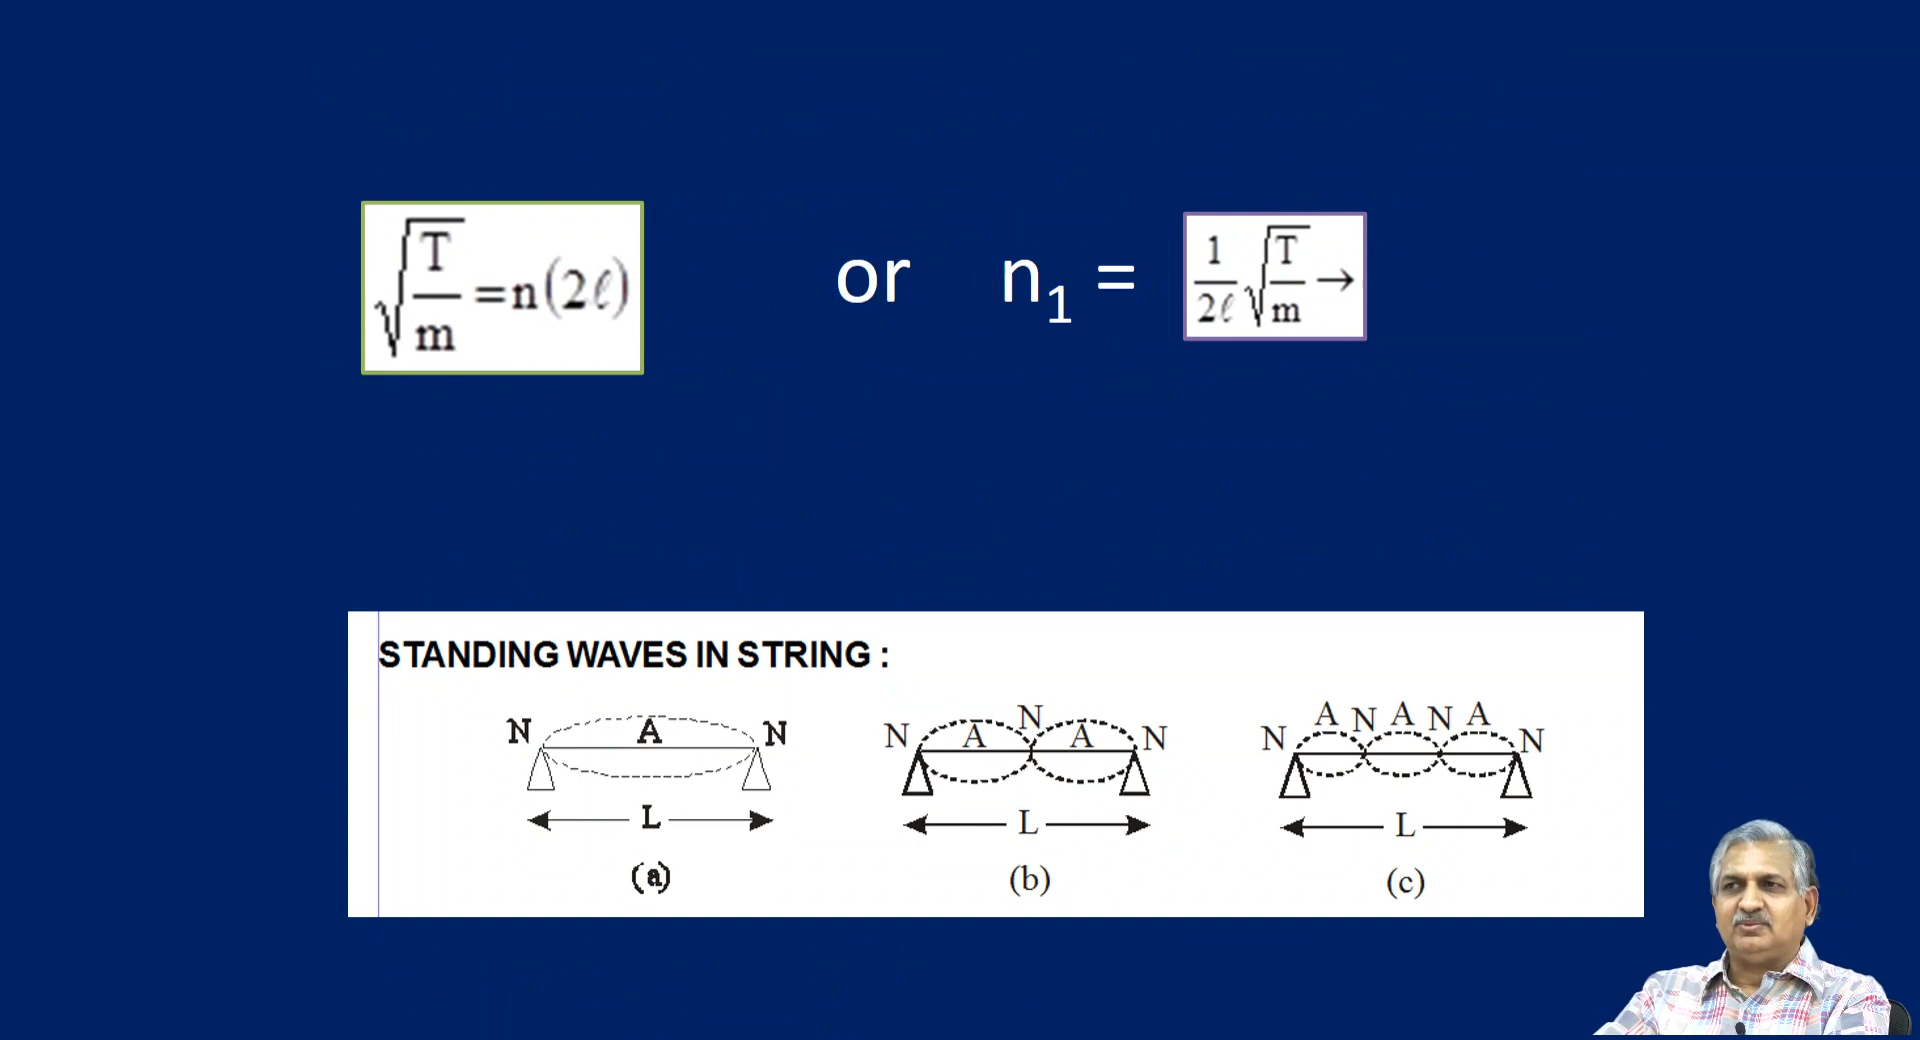 √(T/m) = n(2ℓ) or n₁ = 1/2ℓ √(T/m) →
STANDING WAVES IN STRING :
N A N
L
(a)
N A N A N
L
(b)
N A N A N A N
L
(c)